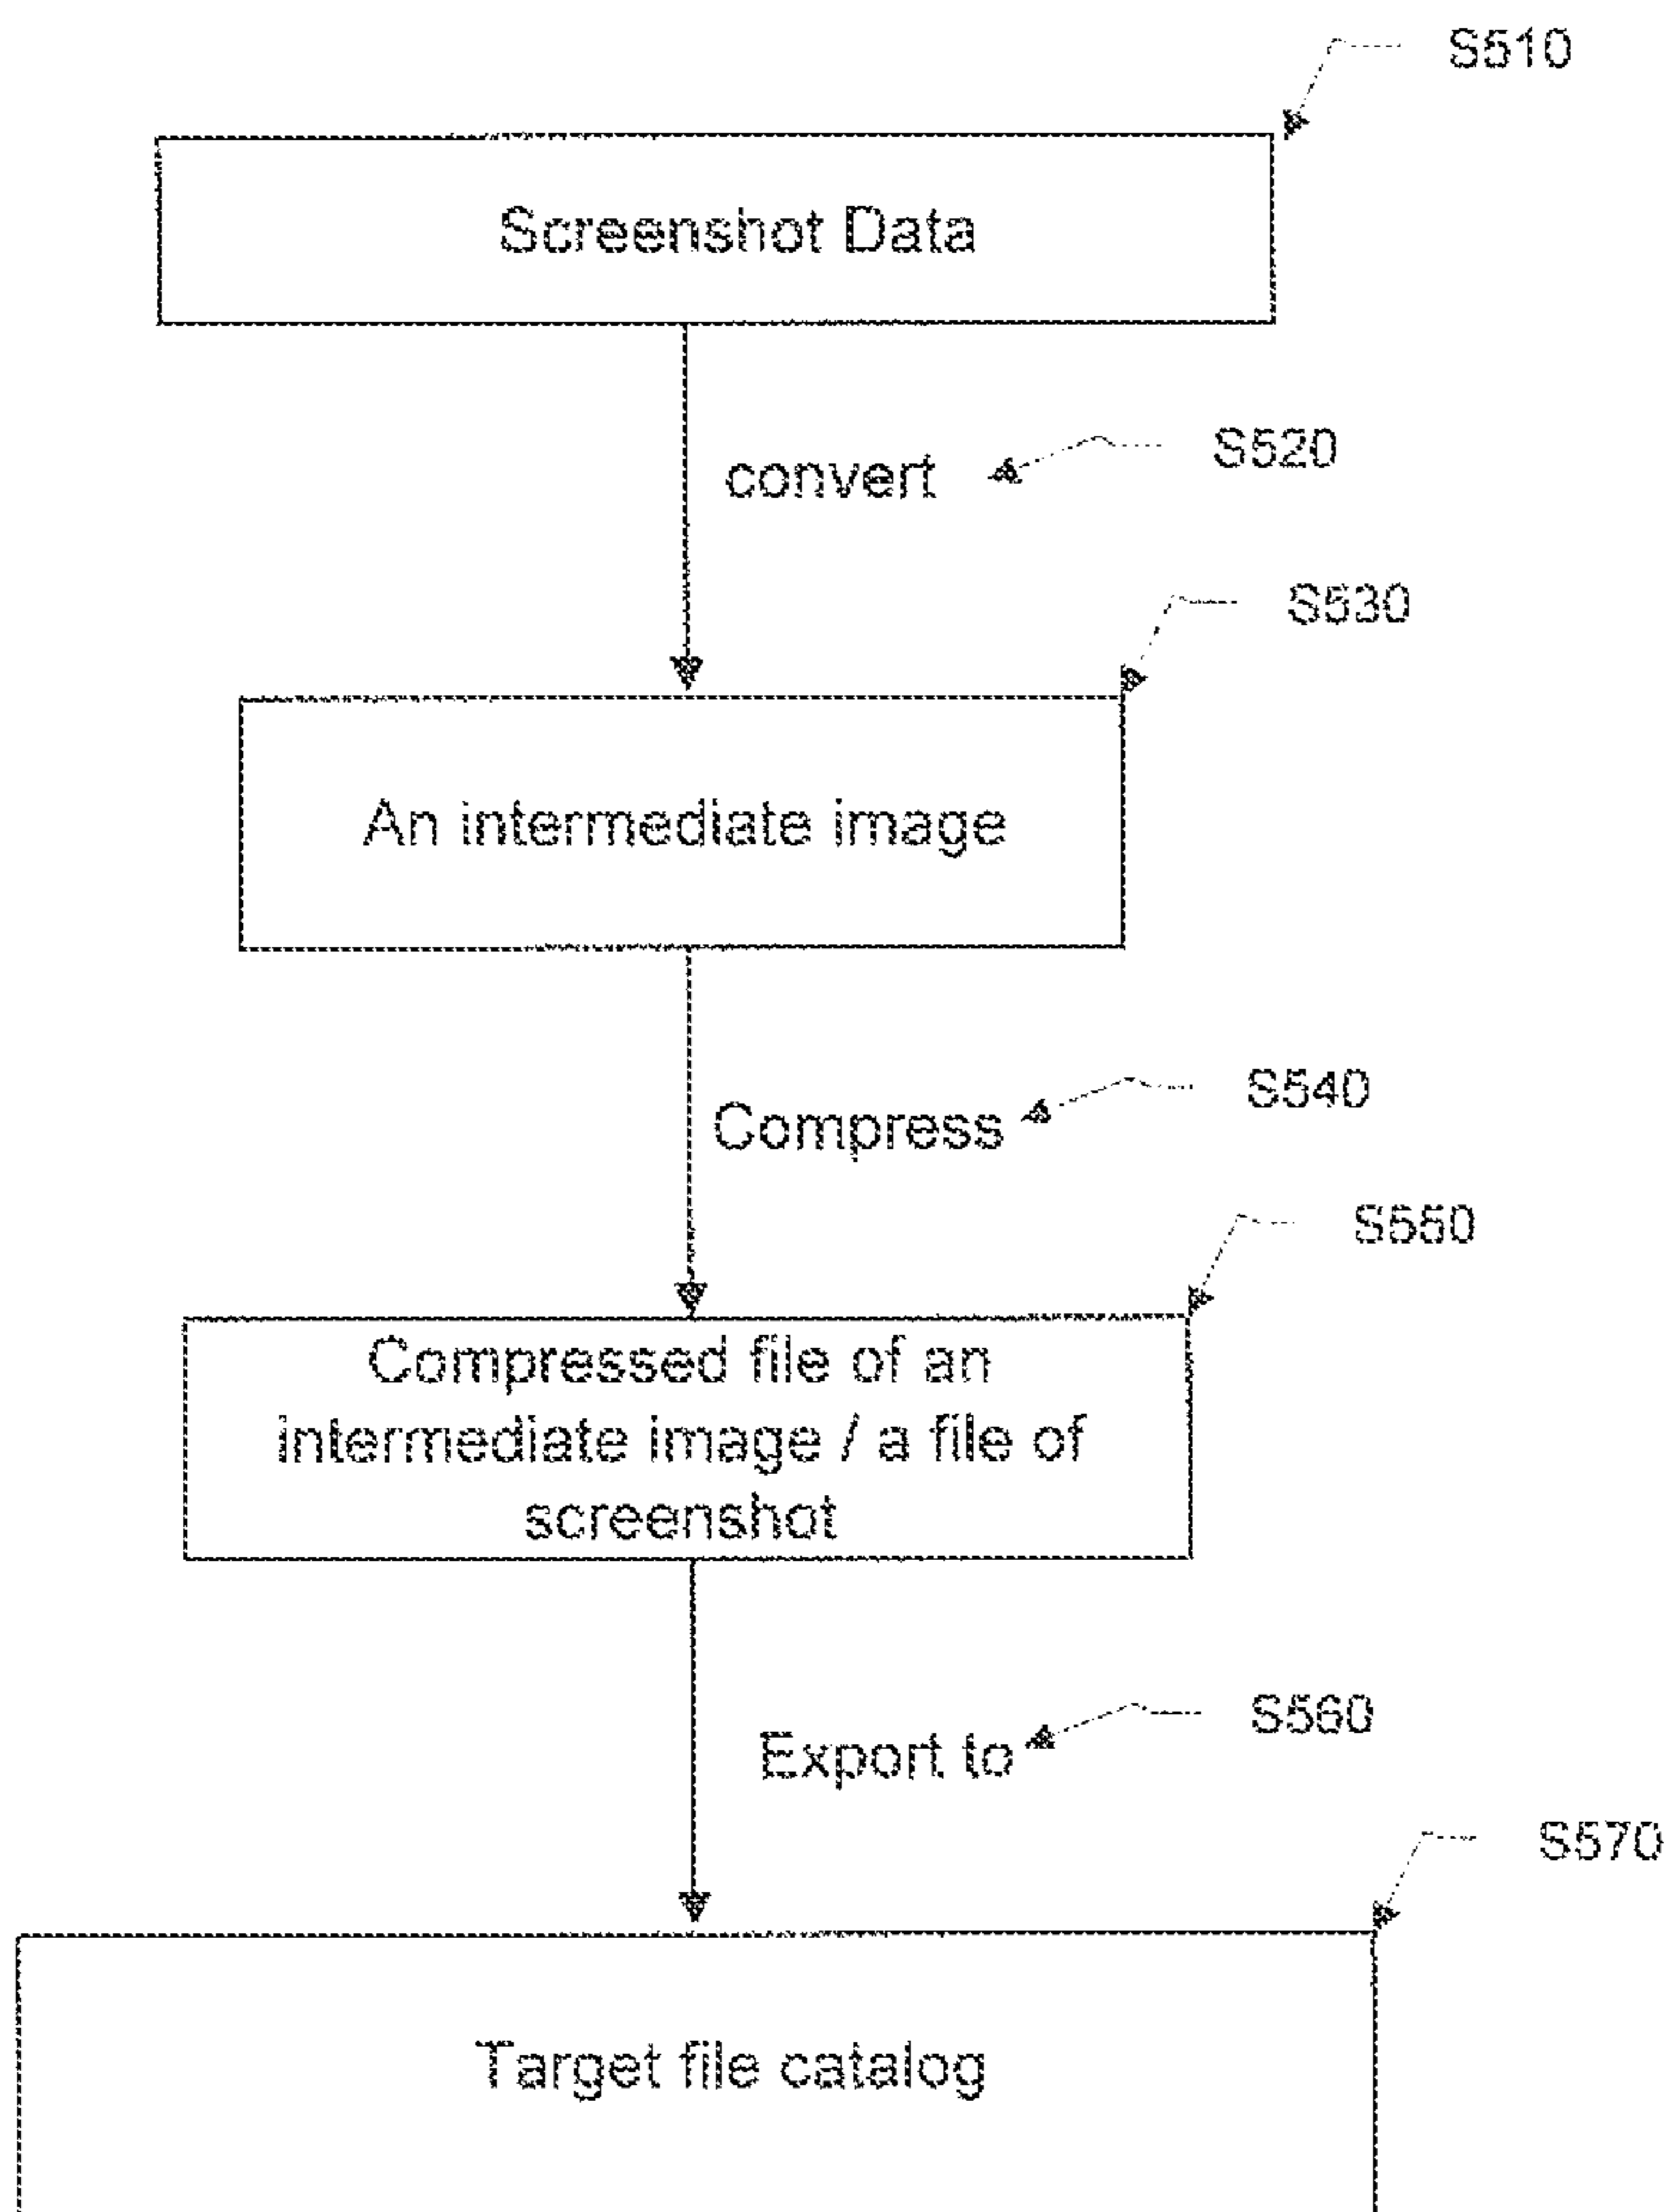 S510
Screenshot Data
convert
S520
S530
An intermediate image
Compress
S540
S550
Compressed file of an
intermediate image / a file of
screenshot
Export to
S560
S570
Target file catalog